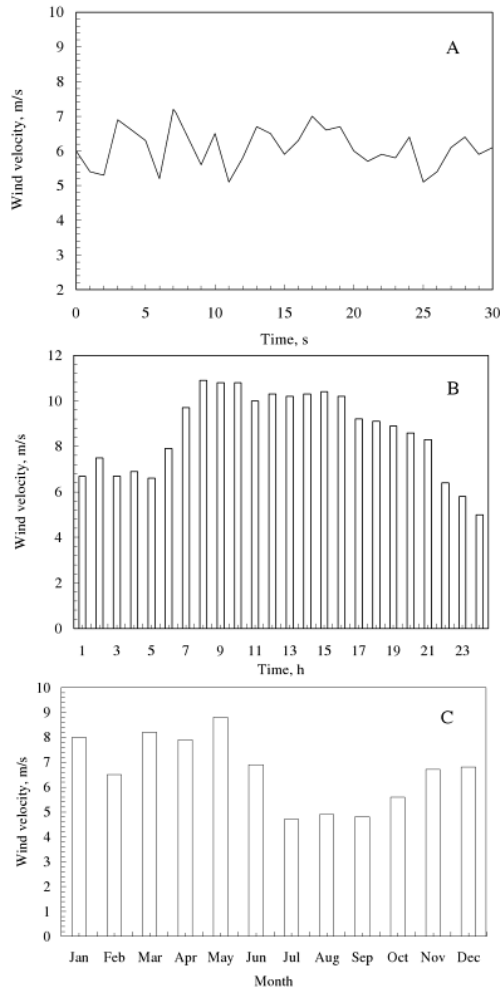 10
9
8
7
6
5
4
3
2
Wind velocity, m/s
A
0 5 10 15 20 25 30
Time, s
12
10
8
6
4
2
0
Wind velocity, m/s
B
1 3 5 7 9 11 13 15 17 19 21 23
Time, h
10
9
8
7
6
5
4
3
2
1
0
Wind velocity, m/s
C
Jan Feb Mar Apr May Jun Jul Aug Sep Oct Nov Dec
Month